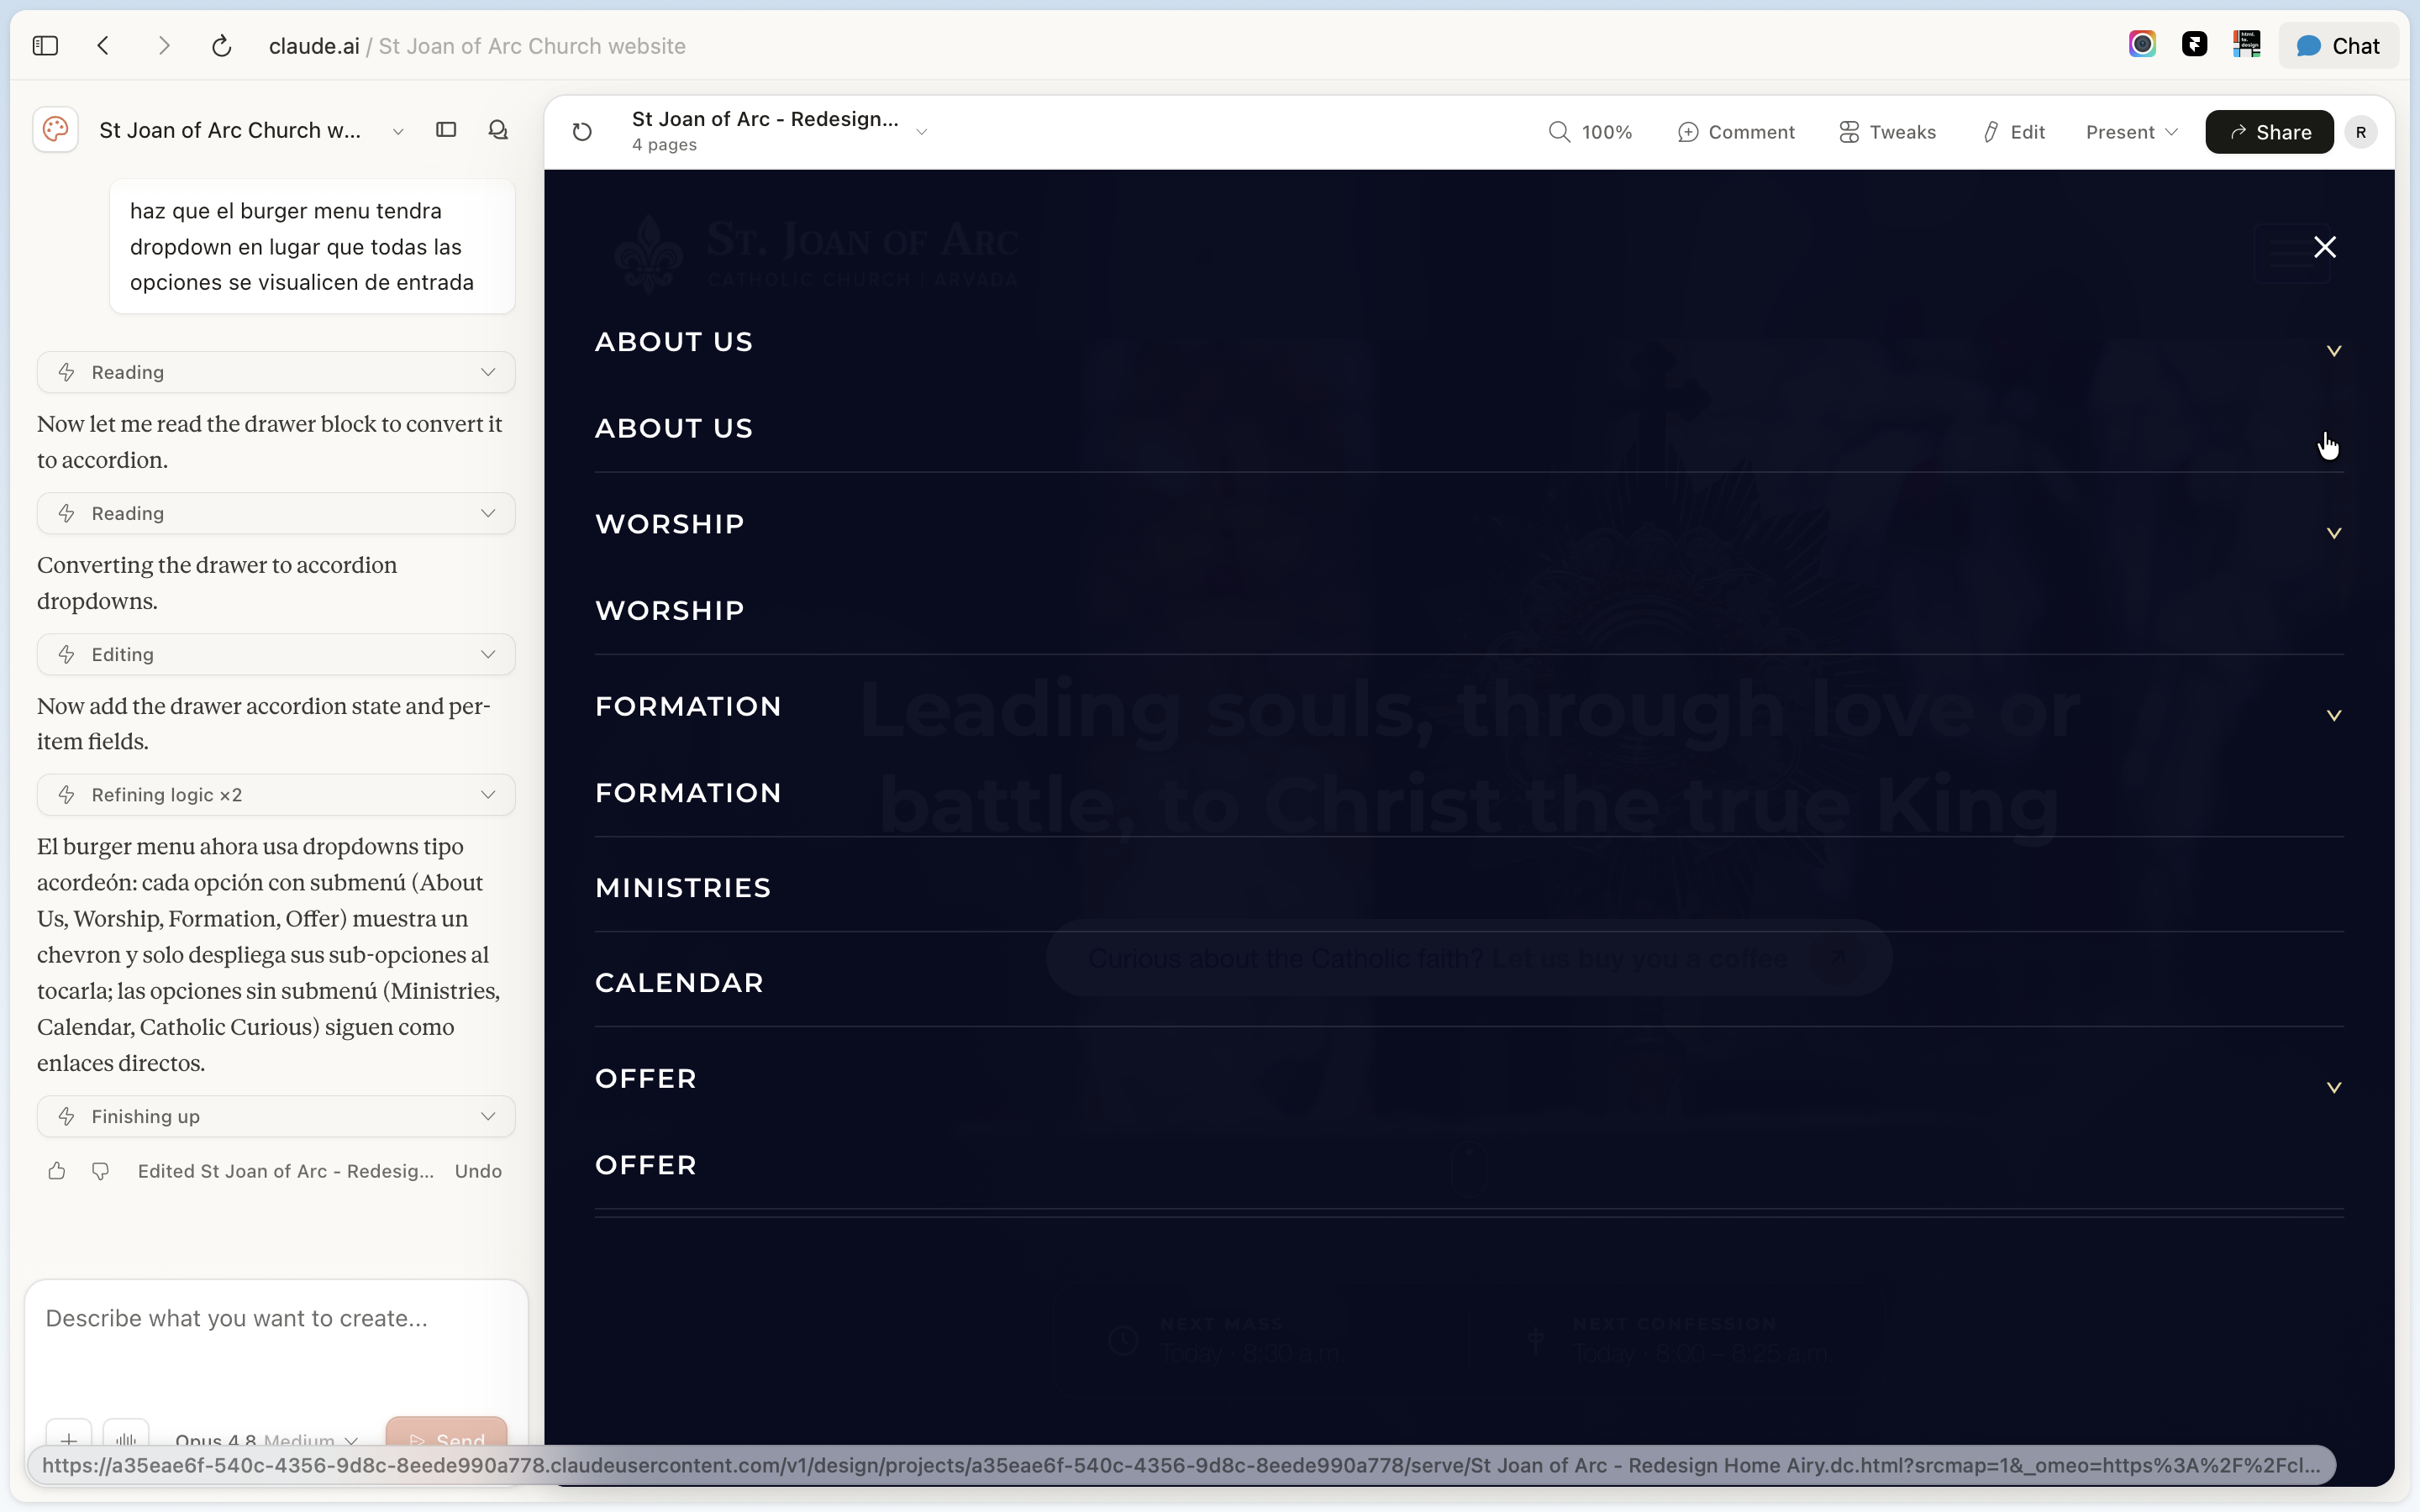 claude.ai / St Joan of Arc Church website
Chat
St Joan of Arc Church w...
haz que el burger menu tendra
dropdown en lugar que todas las
opciones se visualicen de entrada
Reading
Now let me read the drawer block to convert it
to accordion.
Reading
Converting the drawer to accordion
dropdowns.
Editing
Now add the drawer accordion state and per-
item fields.
Refining logic ×2
El burger menu ahora usa dropdowns tipo
acordeón: cada opción con submenú (About
Us, Worship, Formation, Offer) muestra un
chevron y solo despliega sus sub-opciones al
tocarla; las opciones sin submenú (Ministries,
Calendar, Catholic Curious) siguen como
enlaces directos.
Finishing up
Edited St Joan of Arc - Redesig... Undo
Describe what you want to create...
Opus 4.8 Medium
Send
St Joan of Arc - Redesign...
4 pages
100%
Comment
Tweaks
Edit
Present
Share
R
ST. JOAN OF ARC
CATHOLIC CHURCH | ARVADA
ABOUT US
ABOUT US
WORSHIP
WORSHIP
FORMATION
FORMATION
MINISTRIES
CALENDAR
OFFER
OFFER
Leading souls, through love or
battle, to Christ the true King
Curious about the Catholic faith? Let us buy you a coffee
NEXT MASS
Today · 8:30 a.m.
NEXT CONFESSION
Today · 8:00 – 8:25 a.m.
https://a35eae6f-540c-4356-9d8c-8eede990a778.claudeusercontent.com/v1/design/projects/a35eae6f-540c-4356-9d8c-8eede990a778/serve/St Joan of Arc - Redesign Home Airy.dc.html?srcmap=1&_omeo=https%3A%2F%2Fcl...